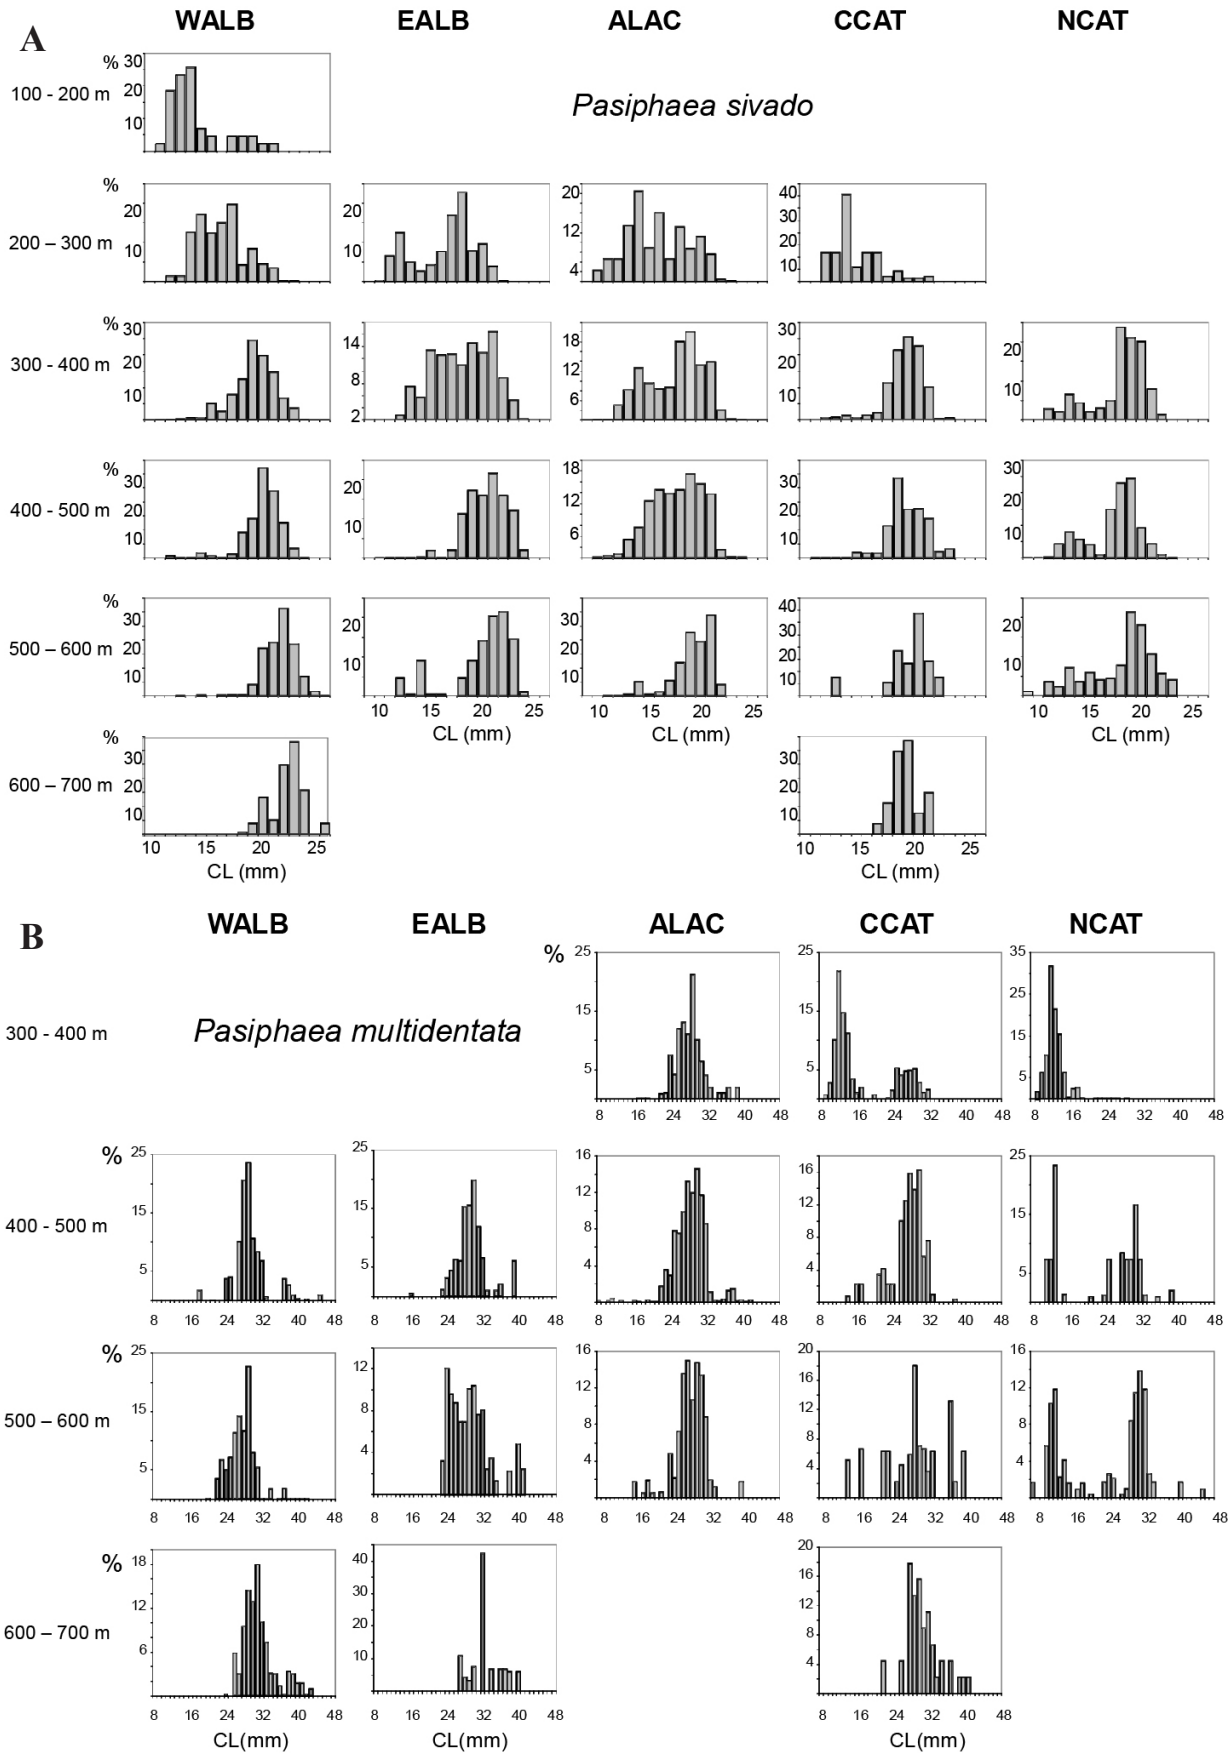 A
WALB EALB ALAC CCAT NCAT
Pasiphaea sivado
100 - 200 m
% 30 20 10
200 – 300 m
% 20 10
20 10
20 12 4
40 30 20 10
300 - 400 m
% 30 20 10
14 8 2
18 12 6
30 20 10
20 10
400 - 500 m
% 30 20 10
20 10
18 12 6
30 20 10
30 20 10
500 – 600 m
% 30 20 10
20 10
30 20 10
40 30 20 10
20 10
10 15 20 25
CL (mm)
10 15 20 25
CL (mm)
10 15 20 25
CL (mm)
600 – 700 m
% 30 20 10
30 20 10
10 15 20 25
CL (mm)
10 15 20 25
CL (mm)
B
WALB EALB ALAC CCAT NCAT
Pasiphaea multidentata
300 - 400 m
% 25 15 5
25 15 5
35 25 15 5
8 16 24 32 40 48
8 16 24 32 40 48
8 16 24 32 40 48
400 - 500 m
% 25 15 5
25 15 5
16 12 8 4
16 12 8 4
25 15 5
8 16 24 32 40 48
8 16 24 32 40 48
8 16 24 32 40 48
8 16 24 32 40 48
8 16 24 32 40 48
500 – 600 m
% 25 15 5
12 8 4
16 12 8 4
20 16 12 8 4
16 12 8 4
8 16 24 32 40 48
8 16 24 32 40 48
8 16 24 32 40 48
8 16 24 32 40 48
8 16 24 32 40 48
600 – 700 m
% 18 12 6
40 30 20 10
20 16 12 8 4
8 16 24 32 40 48
8 16 24 32 40 48
8 16 24 32 40 48
CL(mm)
CL(mm)